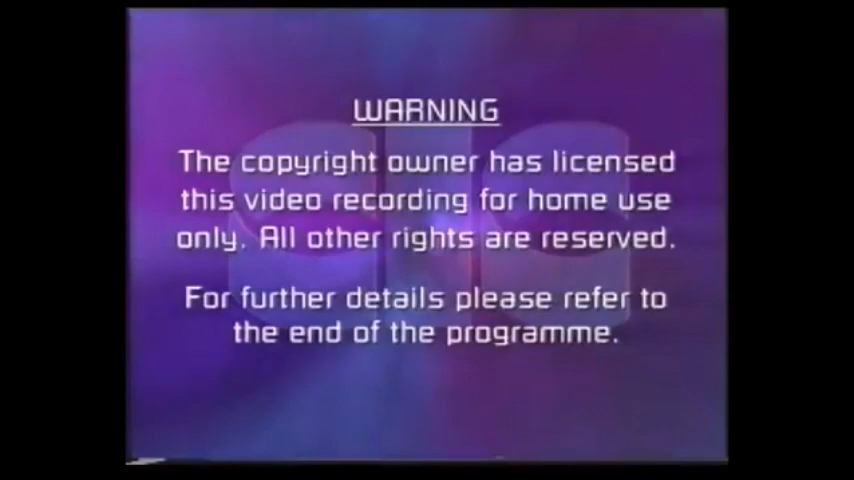 WARNING
The copyright owner has licensed
this video recording for home use
only. All other rights are reserved.
For further details please refer to
the end of the programme.